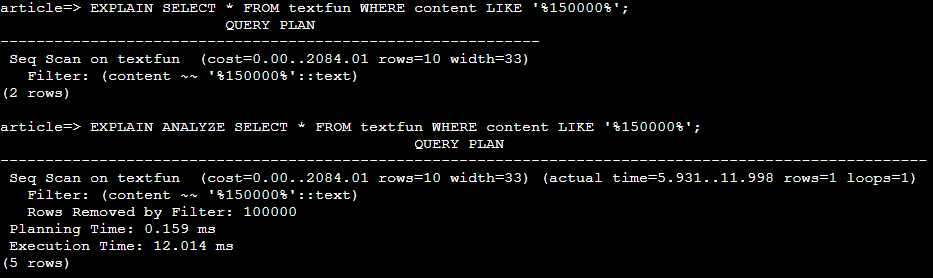 article=> EXPLAIN SELECT * FROM textfun WHERE content LIKE '%150000%';
                         QUERY PLAN
------------------------------------------------------------
 Seq Scan on textfun  (cost=0.00..2084.01 rows=10 width=33)
   Filter: (content ~~ '%150000%'::text)
(2 rows)

article=> EXPLAIN ANALYZE SELECT * FROM textfun WHERE content LIKE '%150000%';
                                              QUERY PLAN
-------------------------------------------------------------------------------------------------------
 Seq Scan on textfun  (cost=0.00..2084.01 rows=10 width=33) (actual time=5.931..11.998 rows=1 loops=1)
   Filter: (content ~~ '%150000%'::text)
   Rows Removed by Filter: 100000
 Planning Time: 0.159 ms
 Execution Time: 12.014 ms
(5 rows)